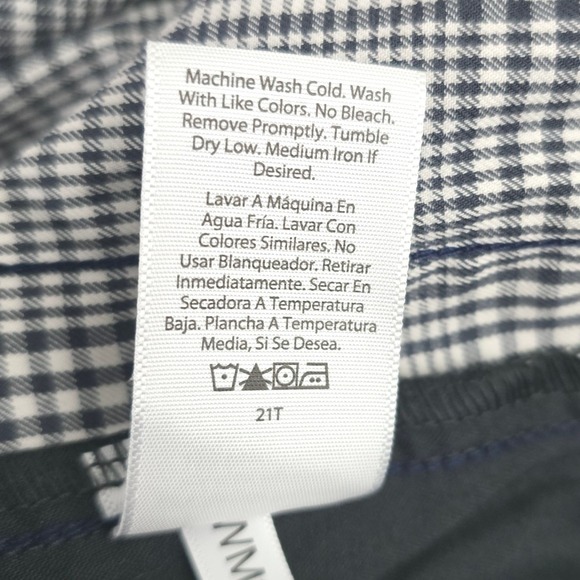 Machine Wash Cold. Wash
With Like Colors. No Bleach.
Remove Promptly. Tumble
Dry Low. Medium Iron If
Desired.
Lavar A Máquina En
Agua Fría. Lavar Con
Colores Similares. No
Usar Blanqueador. Retirar
Inmediatamente. Secar En
Secadora A Temperatura
Baja. Plancha A Temperatura
Media, Si Se Desea.
21T
NM